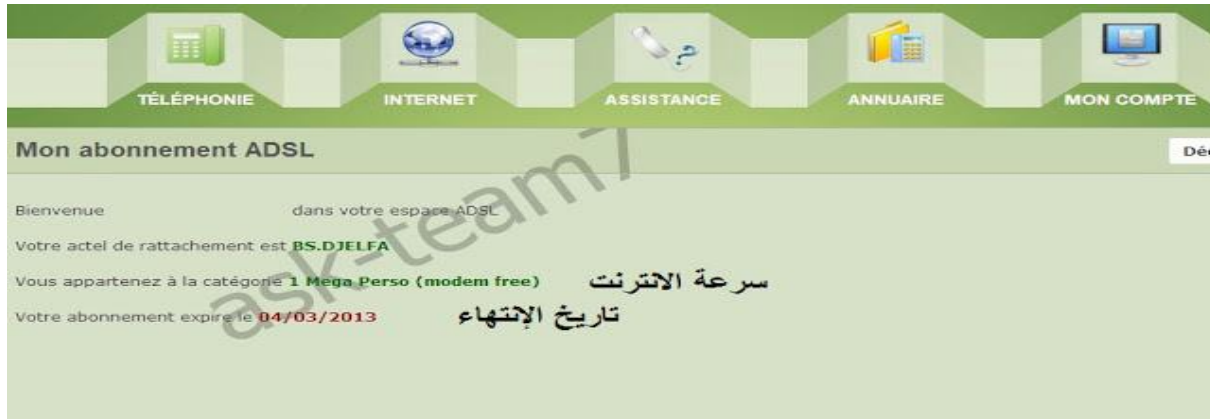 TÉLÉPHONIE INTERNET ASSISTANCE ANNUAIRE MON COMPTE
Mon abonnement ADSL
Bienvenue dans votre espace ADSL
Votre actel de rattachement est BS.DJELFA
Vous appartenez à la catégorie 1 Mega Perso (modem free) سرعة الانترنت
Votre abonnement expire le 04/03/2013 تاريخ الإنتهاء
ask-team7